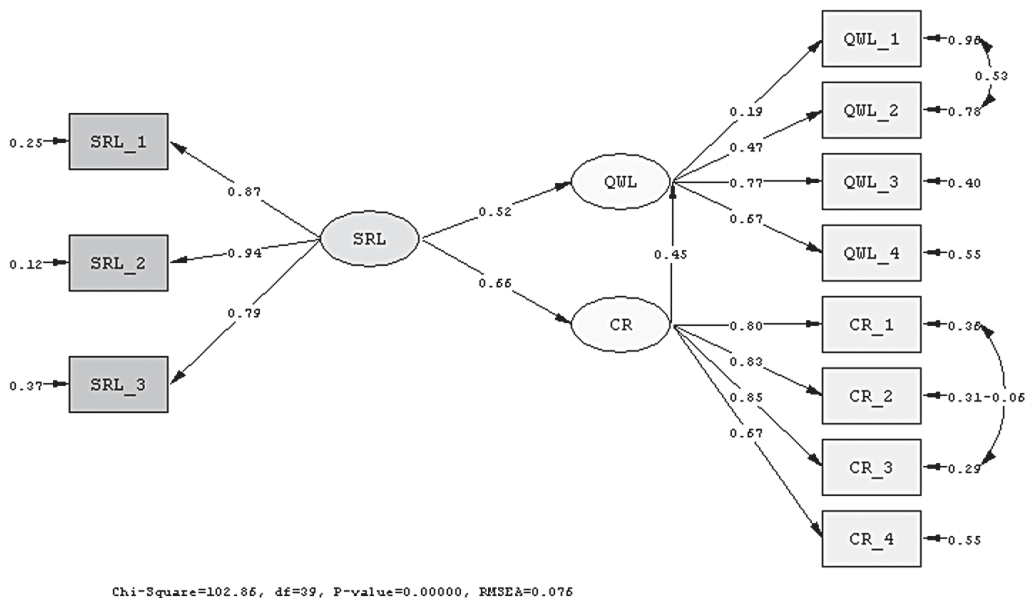 QWL_1
0.96
0.53
QWL_2
0.78
0.19
0.47
0.25
SRL_1
QWL
0.77
QWL_3
0.40
0.87
0.52
0.67
SRL
0.94
QWL_4
0.55
0.12
SRL_2
0.45
0.66
0.79
CR
0.80
CR_1
0.36
0.83
0.37
SRL_3
0.85
CR_2
0.31
-0.06
0.67
CR_3
0.29
CR_4
0.55
Chi-Square=102.86, df=39, P-value=0.00000, RMSEA=0.076